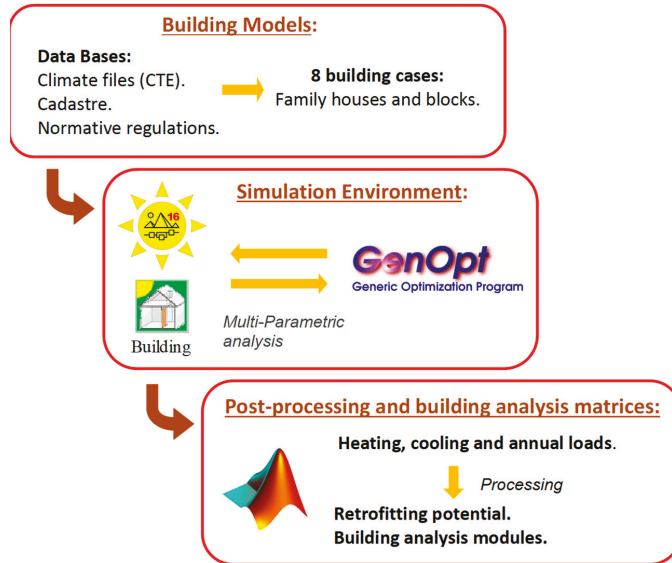 Building Models:
Data Bases:
Climate files (CTE).
Cadastre.
Normative regulations.
8 building cases:
Family houses and blocks.
Simulation Environment:
16
GenOpt
Generic Optimization Program
Building
Multi-Parametric
analysis
Post-processing and building analysis matrices:
Heating, cooling and annual loads.
Processing
Retrofitting potential.
Building analysis modules.